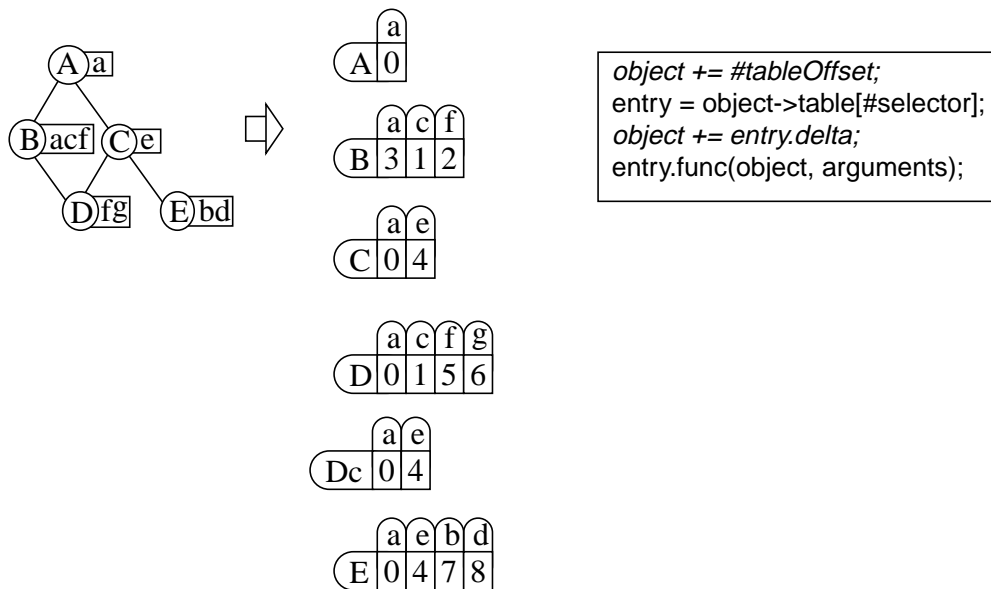 A a
B acf C e
D fg E bd
a
A 0
a c f
B 3 1 2
a e
C 0 4
a c f g
D 0 1 5 6
a e
Dc 0 4
a e b d
E 0 4 7 8
object += #tableOffset;
entry = object->table[#selector];
object += entry.delta;
entry.func(object, arguments);